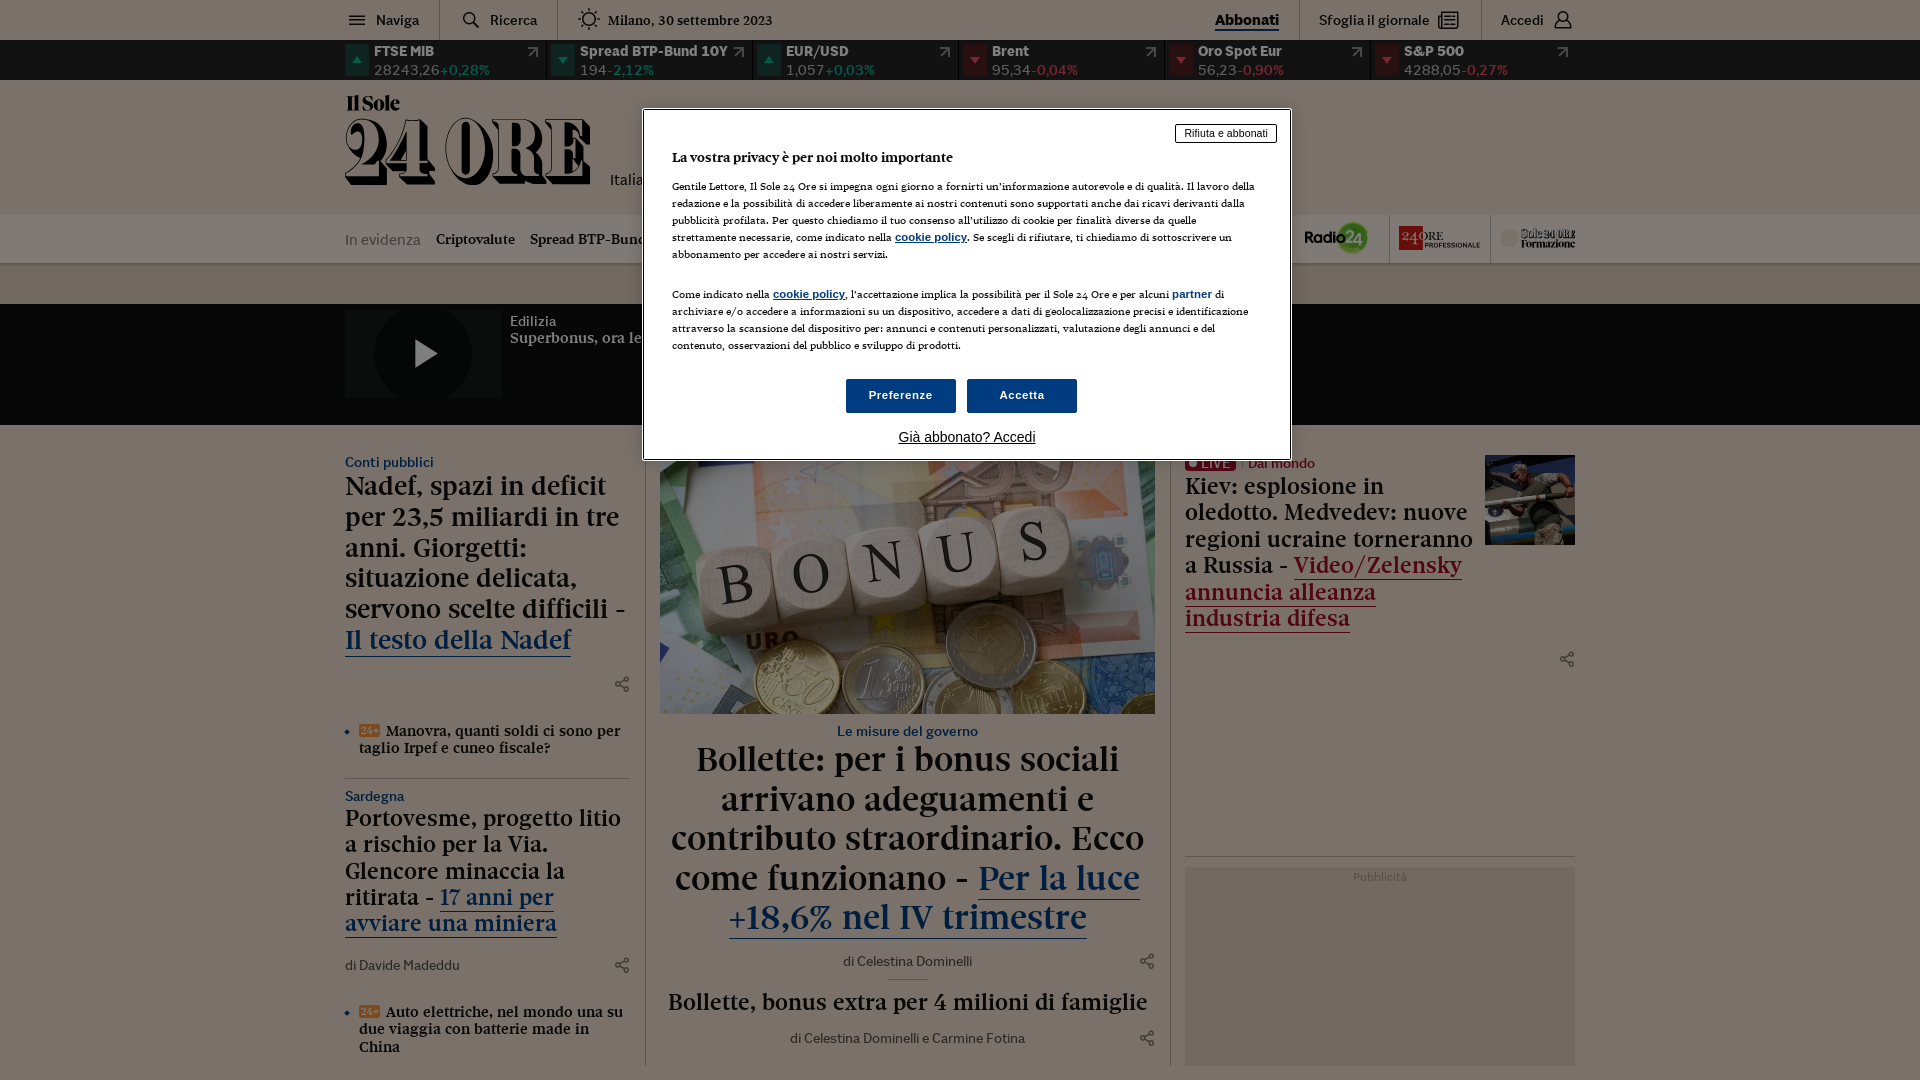 Naviga
Ricerca
Milano, 30 settembre 2023
Abbonati
Sfoglia il giornale
Accedi
FTSE MIB
28243,26+0,28%
Spread BTP-Bund 10Y
194-2,12%
EUR/USD
1,057+0,03%
Brent
95,34-0,04%
Oro Spot Eur
56,23-0,90%
S&P 500
4288,05-0,27%
Il Sole
24 ORE
Italia
Rifiuta e abbonati
La vostra privacy è per noi molto importante
Gentile Lettore, Il Sole 24 Ore si impegna ogni giorno a fornirti un'informazione autorevole e di qualità. Il lavoro della
redazione e la possibilità di accedere liberamente ai nostri contenuti sono supportati anche dai ricavi derivanti dalla
pubblicità profilata. Per questo chiediamo il tuo consenso all'utilizzo di cookie per finalità diverse da quelle
strettamente necessarie, come indicato nella cookie policy. Se scegli di rifiutare, ti chiediamo di sottoscrivere un
abbonamento per accedere ai nostri servizi.
Come indicato nella cookie policy, l'accettazione implica la possibilità per il Sole 24 Ore e per alcuni partner di
archiviare e/o accedere a informazioni su un dispositivo, accedere a dati di geolocalizzazione precisi e identificazione
attraverso la scansione del dispositivo per: annunci e contenuti personalizzati, valutazione degli annunci e del
contenuto, osservazioni del pubblico e sviluppo di prodotti.
Preferenze
Accetta
Già abbonato? Accedi
In evidenza
Criptovalute
Spread BTP-Bund
Radio24
24 ORE
PROFESSIONALE
Sole 24 ORE
Formazione
Edilizia
Superbonus, ora le
Conti pubblici
Nadef, spazi in deficit
per 23,5 miliardi in tre
anni. Giorgetti:
situazione delicata,
servono scelte difficili -
Il testo della Nadef
24+ Manovra, quanti soldi ci sono per
taglio Irpef e cuneo fiscale?
Sardegna
Portovesme, progetto litio
a rischio per la Via.
Glencore minaccia la
ritirata - 17 anni per
avviare una miniera
di Davide Madeddu
24+ Auto elettriche, nel mondo una su
due viaggia con batterie made in
China
BONUS
URO
50
1
2
Le misure del governo
Bollette: per i bonus sociali
arrivano adeguamenti e
contributo straordinario. Ecco
come funzionano - Per la luce
+18,6% nel IV trimestre
di Celestina Dominelli
Bollette, bonus extra per 4 milioni di famiglie
di Celestina Dominelli e Carmine Fotina
LIVE
Dal mondo
Kiev: esplosione in
oledotto. Medvedev: nuove
regioni ucraine torneranno
a Russia - Video/Zelensky
annuncia alleanza
industria difesa
Pubblicità